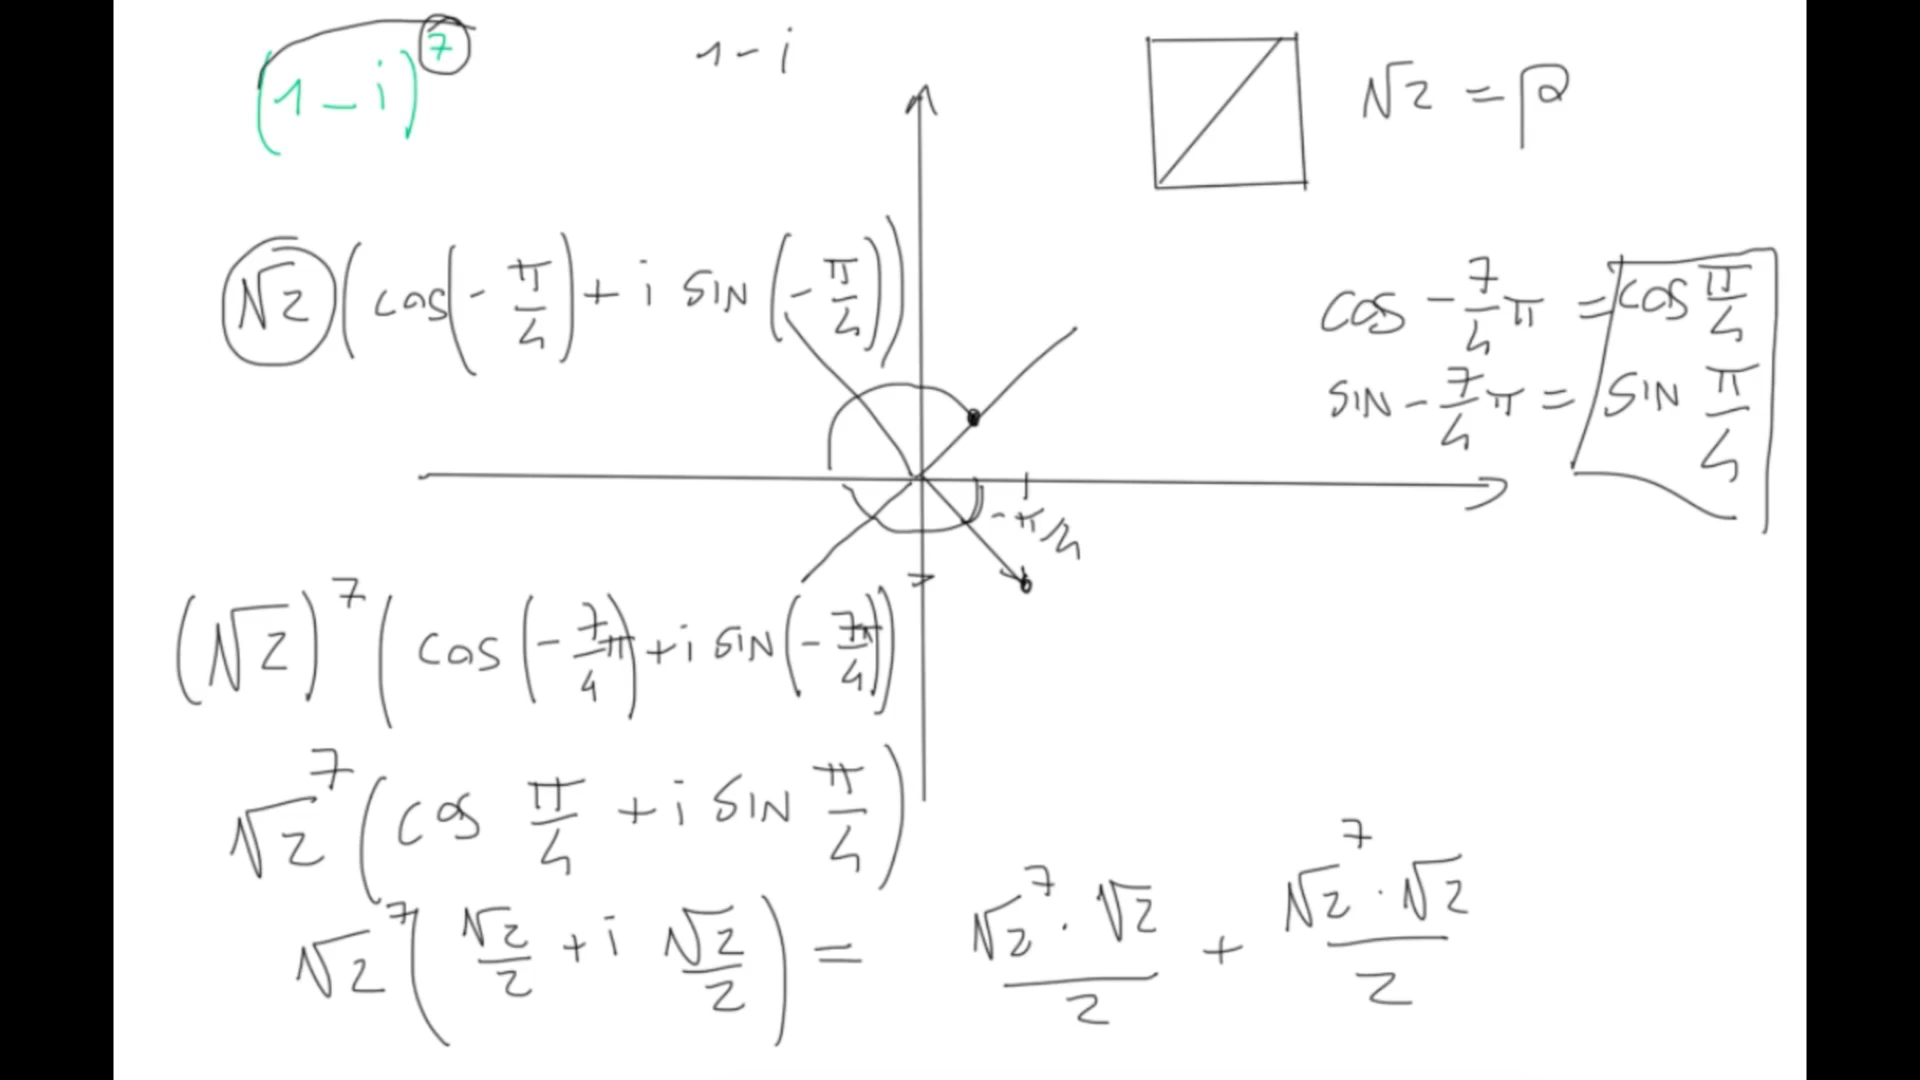 (1 - i)^7
1 - i
√2 = ρ
√2 (cos(-π/4) + i sin(-π/4))
cos -7/4 π = cos π/4
sin -7/4 π = sin π/4
-π/4
(√2)^7 (cos(-7/4 π) + i sin(-7π/4))
√2^7 (cos π/4 + i sin π/4)
√2^7 (√2/2 + i √2/2) = √2^7 · √2 / 2 + √2^7 · √2 / 2